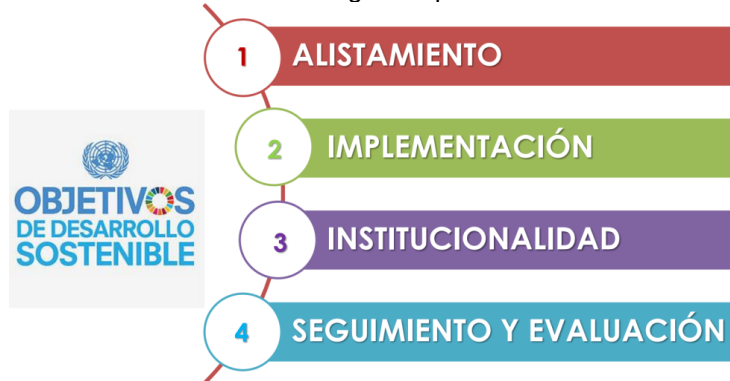 1 ALISTAMIENTO
2 IMPLEMENTACIÓN
OBJETIVOS
DE DESARROLLO
SOSTENIBLE
3 INSTITUCIONALIDAD
4 SEGUIMIENTO Y EVALUACIÓN